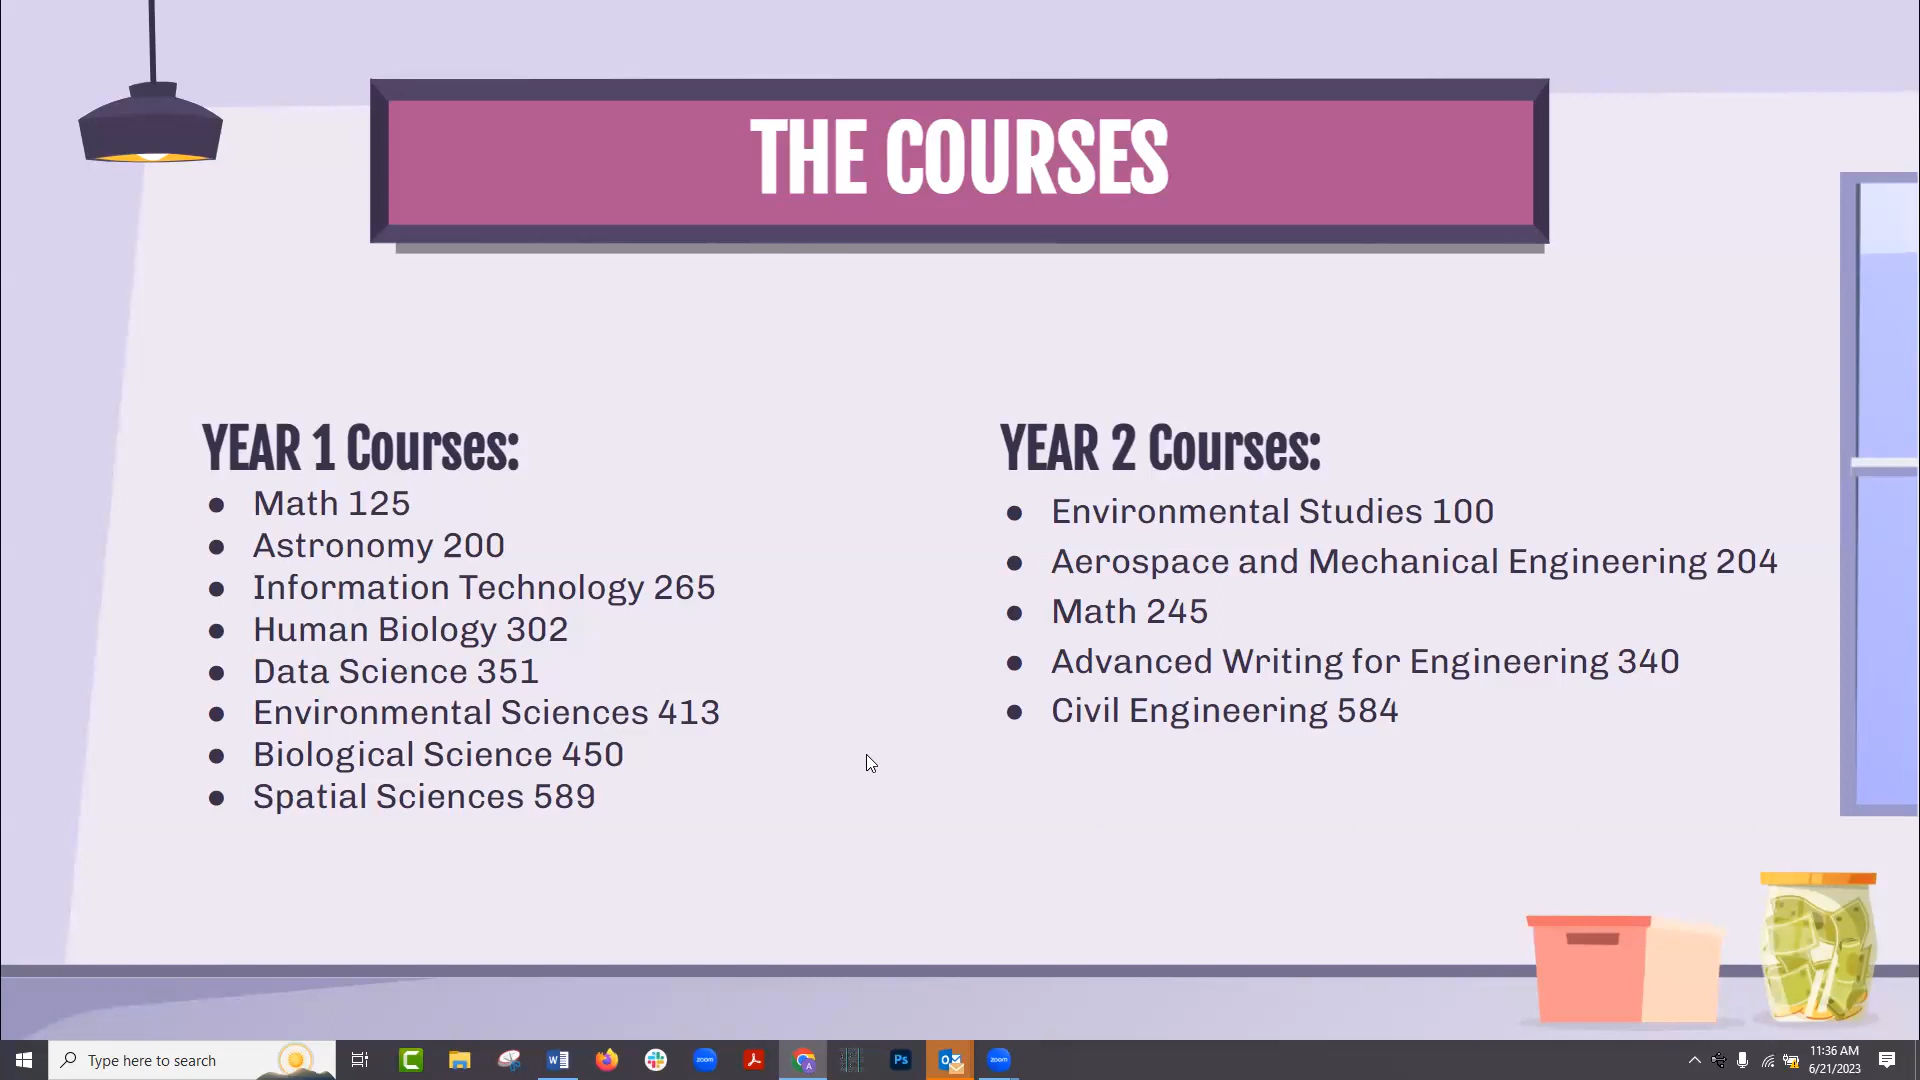 THE COURSES
YEAR 1 Courses:
● Math 125
● Astronomy 200
● Information Technology 265
● Human Biology 302
● Data Science 351
● Environmental Sciences 413
● Biological Science 450
● Spatial Sciences 589
YEAR 2 Courses:
● Environmental Studies 100
● Aerospace and Mechanical Engineering 204
● Math 245
● Advanced Writing for Engineering 340
● Civil Engineering 584
Type here to search
zoom
Ps
zoom
11:36 AM
6/21/2023